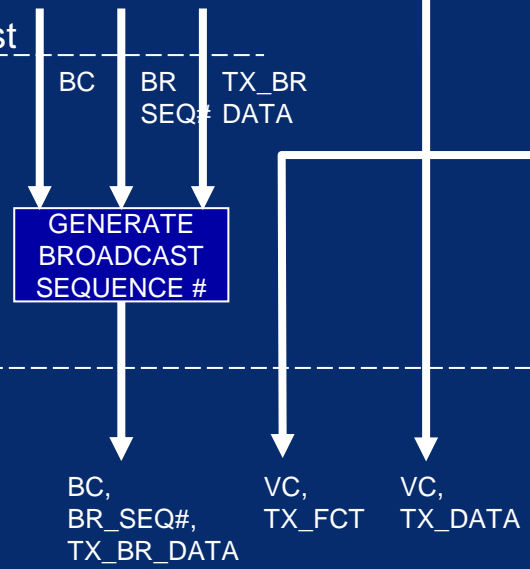 st
BC
BR
SEQ#
TX_BR
DATA
GENERATE
BROADCAST
SEQUENCE #
BC,
BR_SEQ#,
TX_BR_DATA
VC,
TX_FCT
VC,
TX_DATA